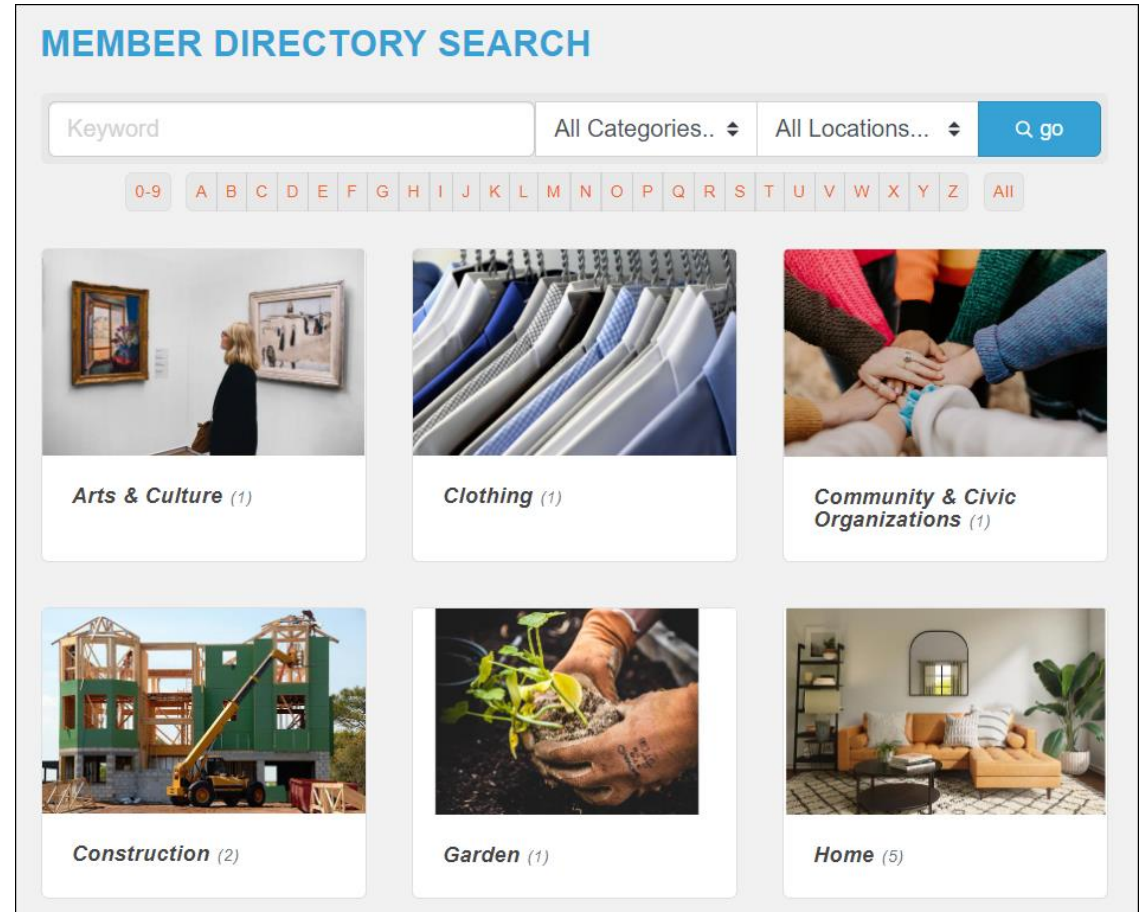 MEMBER DIRECTORY SEARCH
Keyword All Categories.. All Locations... go
0-9 A B C D E F G H I J K L M N O P Q R S T U V W X Y Z All
Arts & Culture (1) Clothing (1) Community & Civic
Organizations (1)
Construction (2) Garden (1) Home (5)